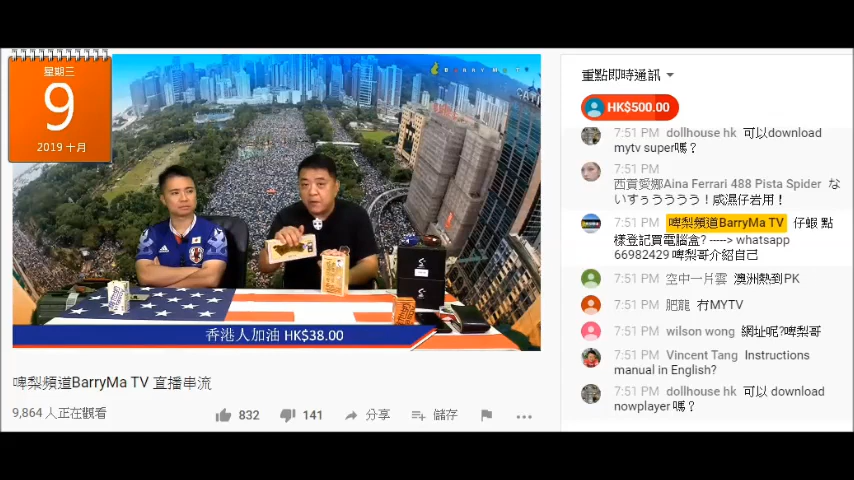 星期三
9
2019 十月
BARRYMA TV
香港人加油 HK$38.00
啤梨頻道BarryMa TV 直播串流
9,864 人正在觀看
832
141
分享
儲存
重點即時通訊
HK$500.00
7:51 PM dollhouse hk 可以download
mytv super嗎？
7:51 PM
西賀愛娜Aina Ferrari 488 Pista Spider な
いすぅうううう！咸濕仔岩用！
7:51 PM 啤梨頻道BarryMa TV 仔蝦 點
樣登記買電腦盒? -----> whatsapp
66982429 啤梨哥介紹自己
7:51 PM 空中一片雲 澳洲熱到PK
7:51 PM 肥龍 冇MYTV
7:51 PM wilson wong 網址呢?啤梨哥
7:51 PM Vincent Tang Instructions
manual in English?
7:51 PM dollhouse hk 可以 download
nowplayer 嗎？